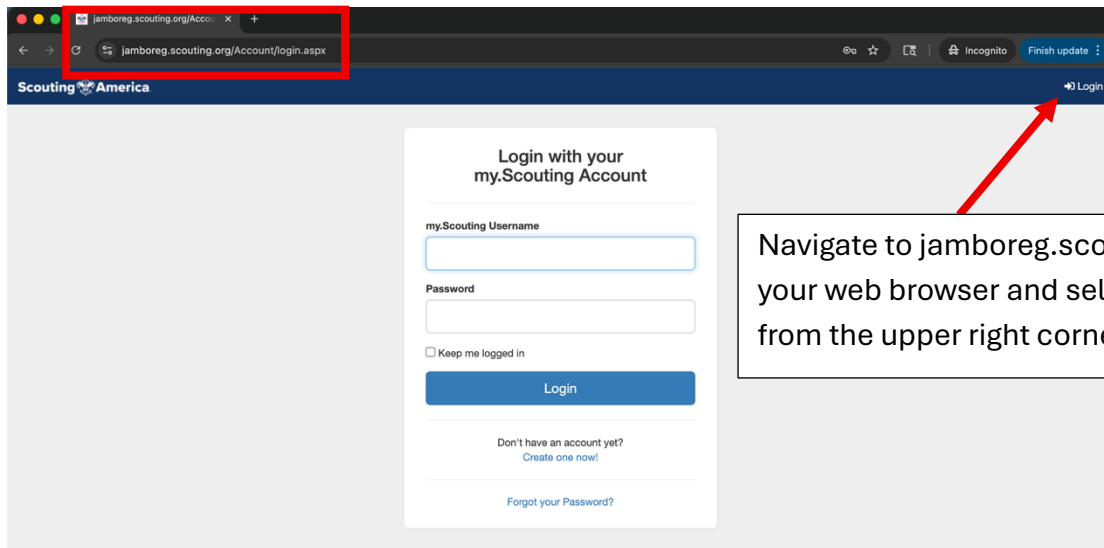 jamboreg.scouting.org/Accou
jamboreg.scouting.org/Account/login.aspx
Incognito
Finish update
Scouting America
Login
Login with your
my.Scouting Account
my.Scouting Username
Password
Keep me logged in
Login
Don't have an account yet?
Create one now!
Forgot your Password?
Navigate to jamboreg.sco
your web browser and sel
from the upper right corne